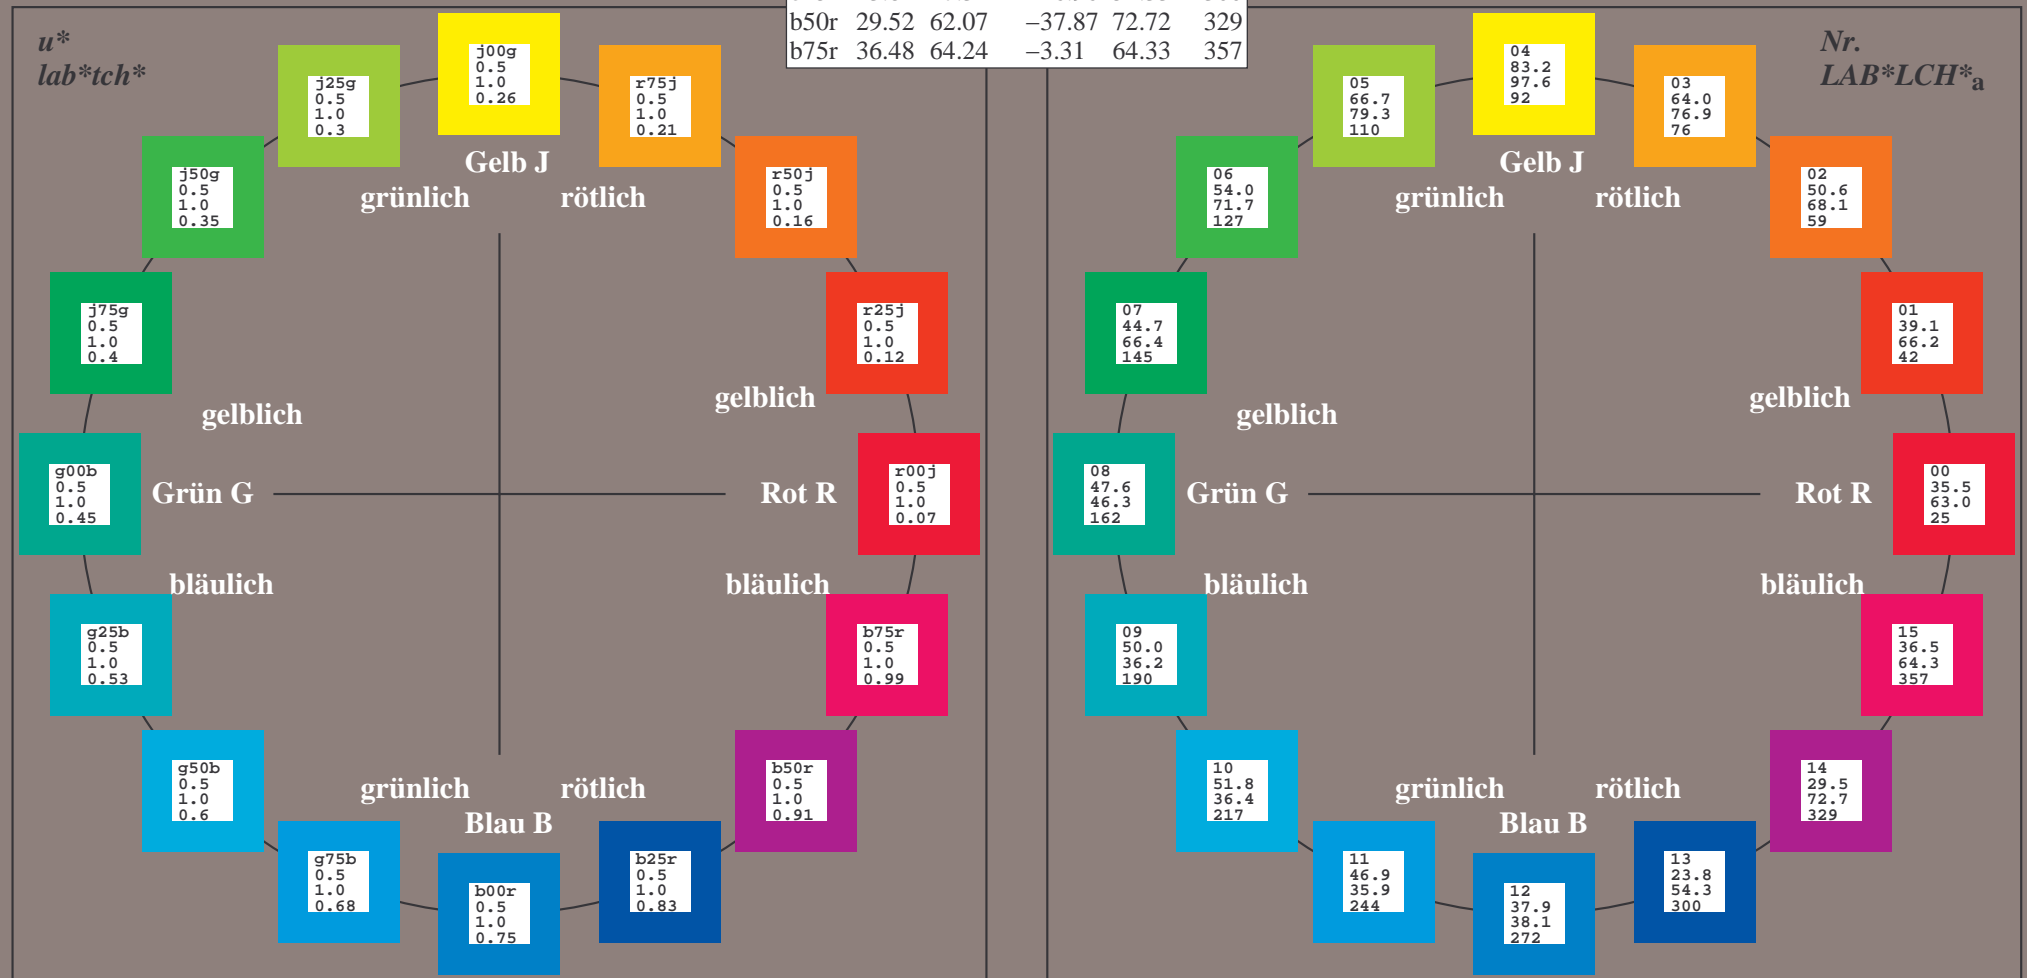 b50r 29.52 62.07 −37.87 72.72 329
b75r 36.48 64.24 −3.31 64.33 357
u*
lab*tch*
j00g
0.5
1.0
0.26
j25g
0.5
1.0
0.3
r75j
0.5
1.0
0.21
j50g
0.5
1.0
0.35
r50j
0.5
1.0
0.16
Gelb J
grünlich rötlich
j75g
0.5
1.0
0.4
r25j
0.5
1.0
0.12
gelblich gelblich
g00b
0.5
1.0
0.45
Grün G
Rot R
r00j
0.5
1.0
0.07
bläulich bläulich
g25b
0.5
1.0
0.53
b75r
0.5
1.0
0.99
g50b
0.5
1.0
0.6
b50r
0.5
1.0
0.91
grünlich rötlich
Blau B
g75b
0.5
1.0
0.68
b00r
0.5
1.0
0.75
b25r
0.5
1.0
0.83
Nr.
LAB*LCH*a
04
83.2
97.6
92
05
66.7
79.3
110
03
64.0
76.9
76
06
54.0
71.7
127
02
50.6
68.1
59
Gelb J
grünlich rötlich
07
44.7
66.4
145
01
39.1
66.2
42
gelblich gelblich
08
47.6
46.3
162
Grün G
Rot R
00
35.5
63.0
25
bläulich bläulich
09
50.0
36.2
190
15
36.5
64.3
357
10
51.8
36.4
217
14
29.5
72.7
329
grünlich rötlich
Blau B
11
46.9
35.9
244
12
37.9
38.1
272
13
23.8
54.3
300